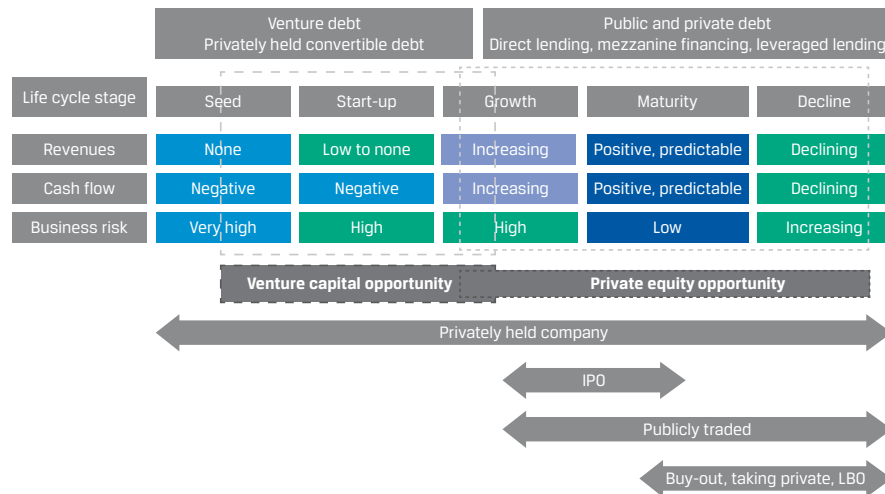 Venture debt
Privately held convertible debt
Public and private debt
Direct lending, mezzanine financing, leveraged lending
Life cycle stage
Seed
Start-up
Growth
Maturity
Decline
Revenues
None
Low to none
Increasing
Positive, predictable
Declining
Cash flow
Negative
Negative
Increasing
Positive, predictable
Declining
Business risk
Very high
High
High
Low
Increasing
Venture capital opportunity
Private equity opportunity
Privately held company
IPO
Publicly traded
Buy-out, taking private, LBO